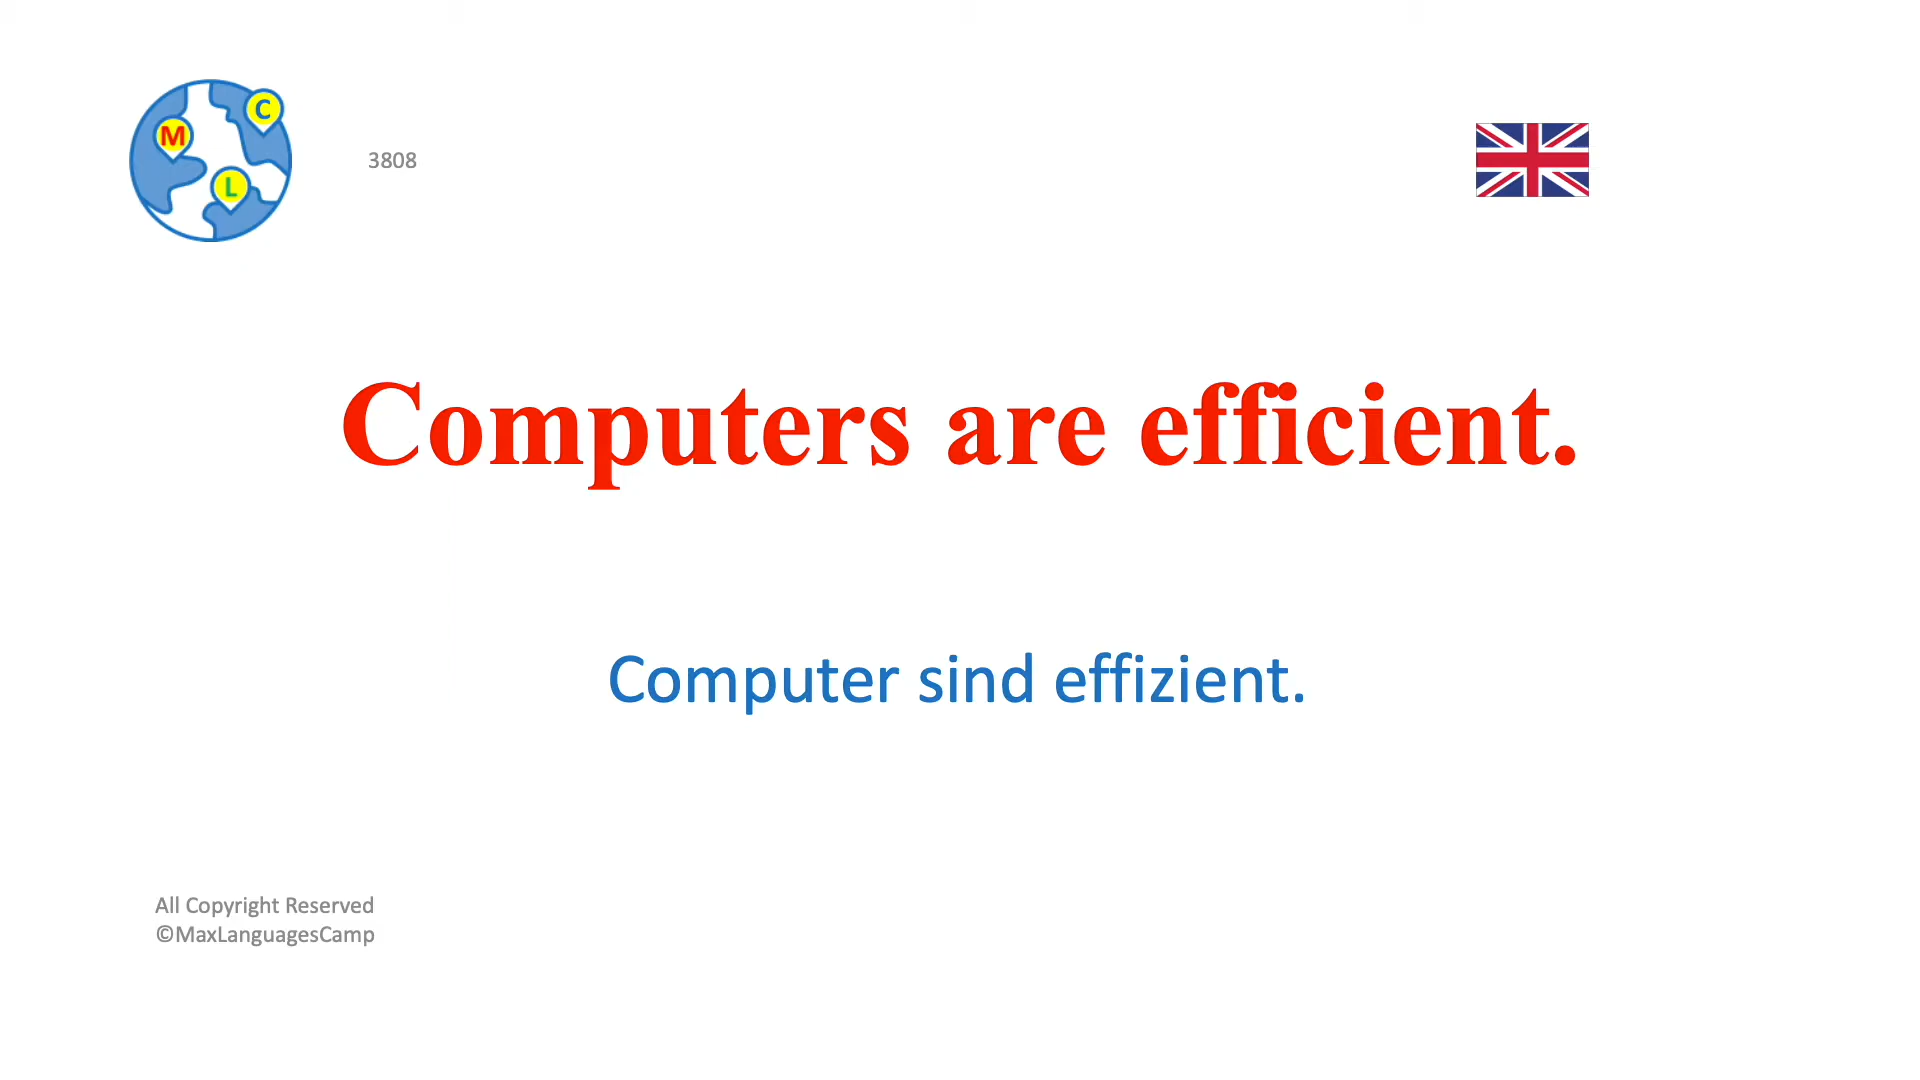 C
M
L
3808
Computers are efficient.
Computer sind effizient.
All Copyright Reserved
©MaxLanguagesCamp